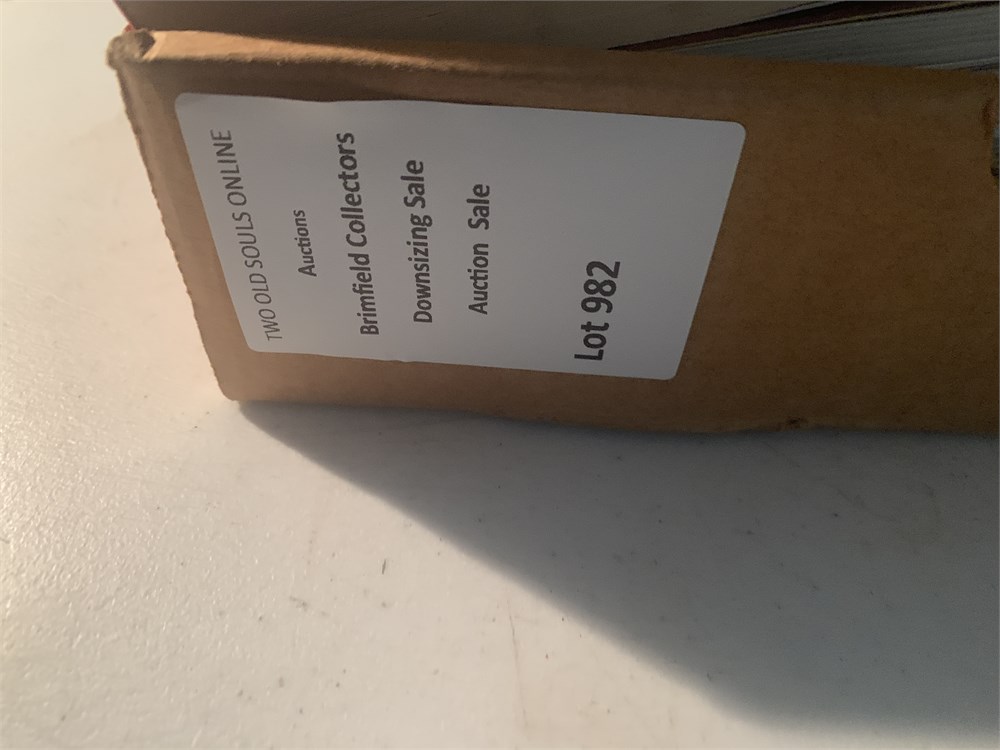 TWO OLD SOULS ONLINE
Auctions
Brimfield Collectors
Downsizing Sale
Auction Sale
Lot 982